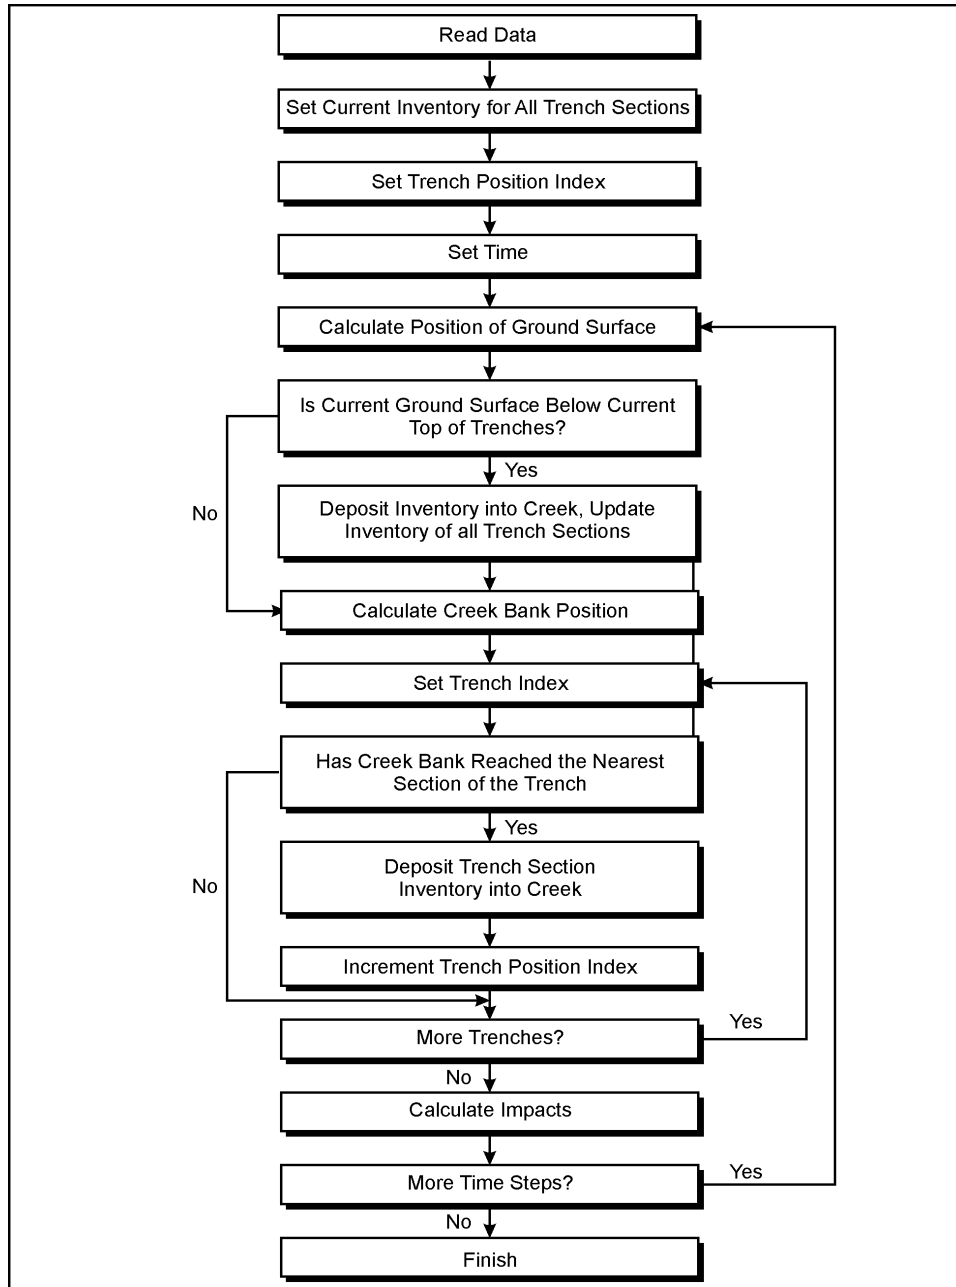 Read Data
Set Current Inventory for All Trench Sections
Set Trench Position Index
Set Time
Calculate Position of Ground Surface
Is Current Ground Surface Below Current
Top of Trenches?
Yes
No
Deposit Inventory into Creek, Update
Inventory of all Trench Sections
Calculate Creek Bank Position
Set Trench Index
Has Creek Bank Reached the Nearest
Section of the Trench
Yes
No
Deposit Trench Section
Inventory into Creek
Increment Trench Position Index
More Trenches?
Yes
No
Calculate Impacts
More Time Steps?
Yes
No
Finish